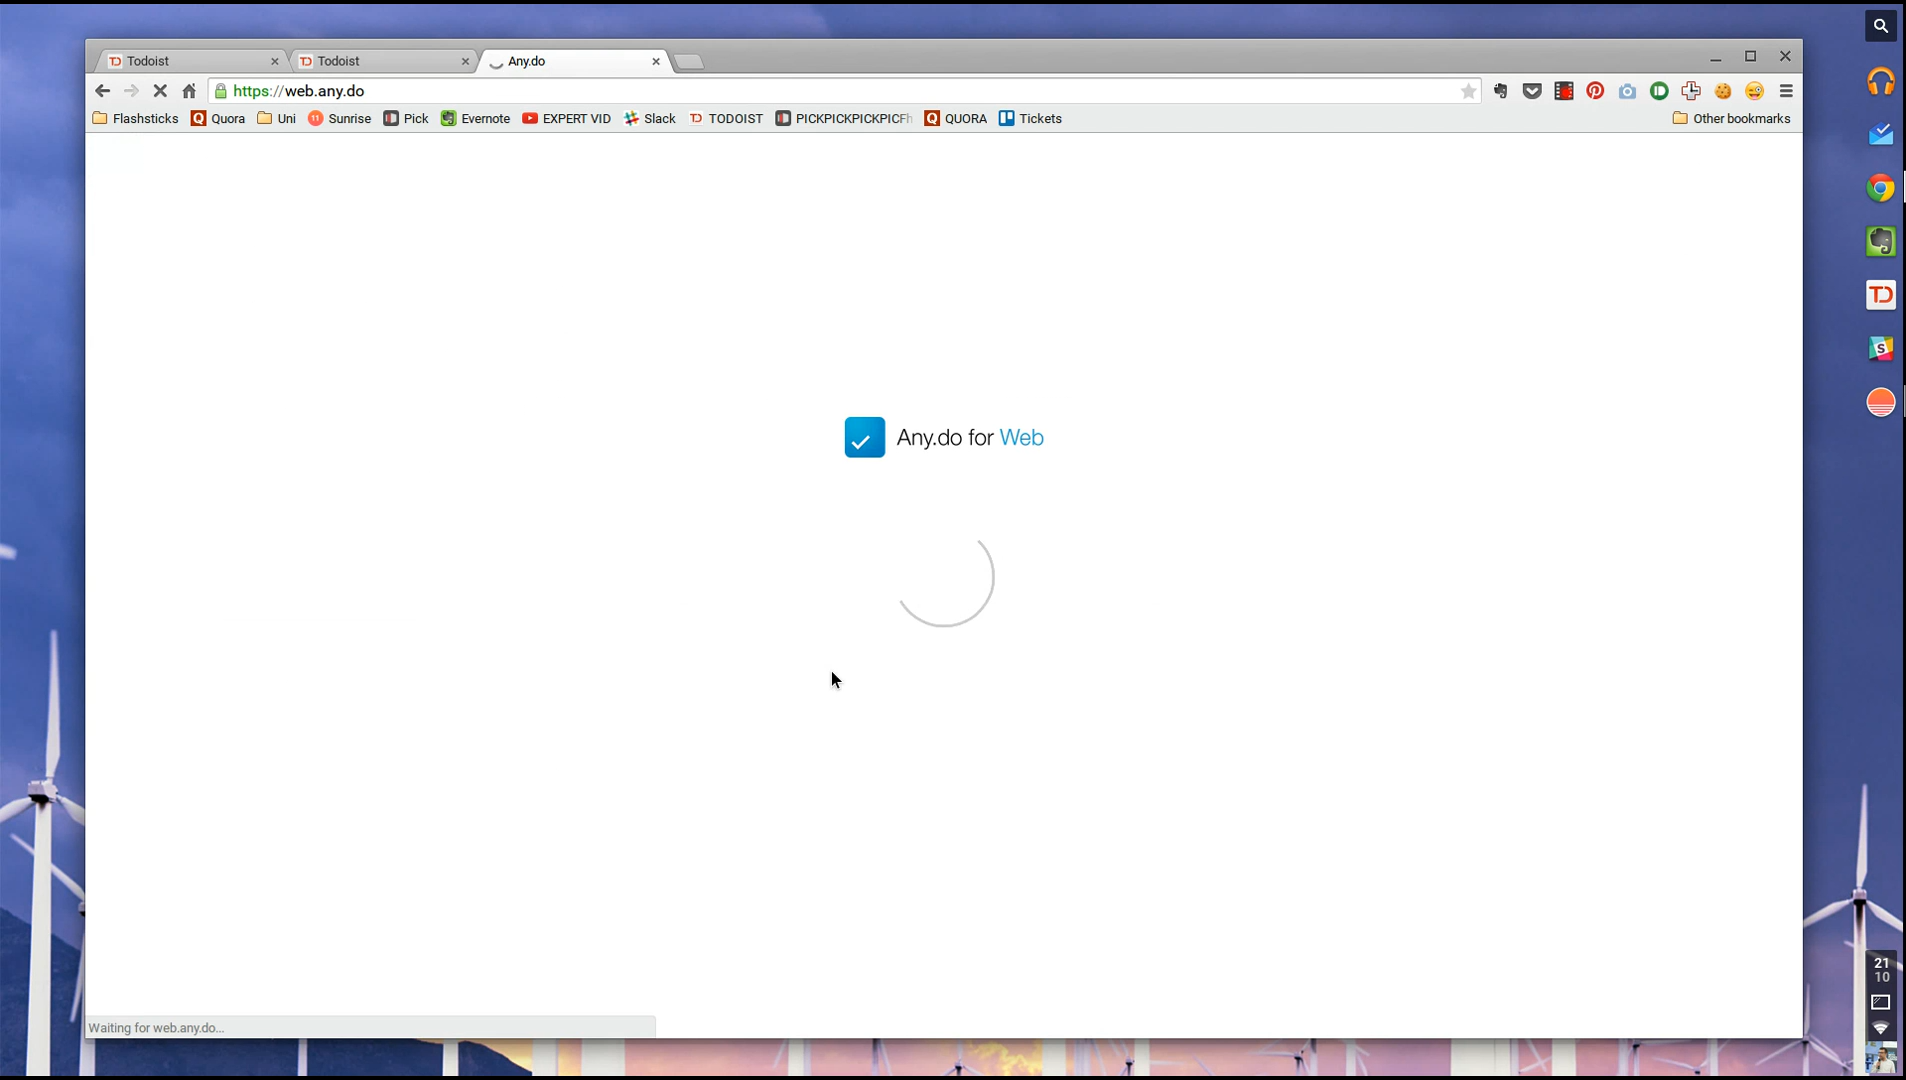 Todoist
Todoist
Any.do
https://web.any.do
Flashsticks
Quora
Uni
Sunrise
Pick
Evernote
EXPERT VID
Slack
TODOIST
PICKPICKPICKPICFh
QUORA
Tickets
Other bookmarks
Any.do for Web
Waiting for web.any.do...
21
10